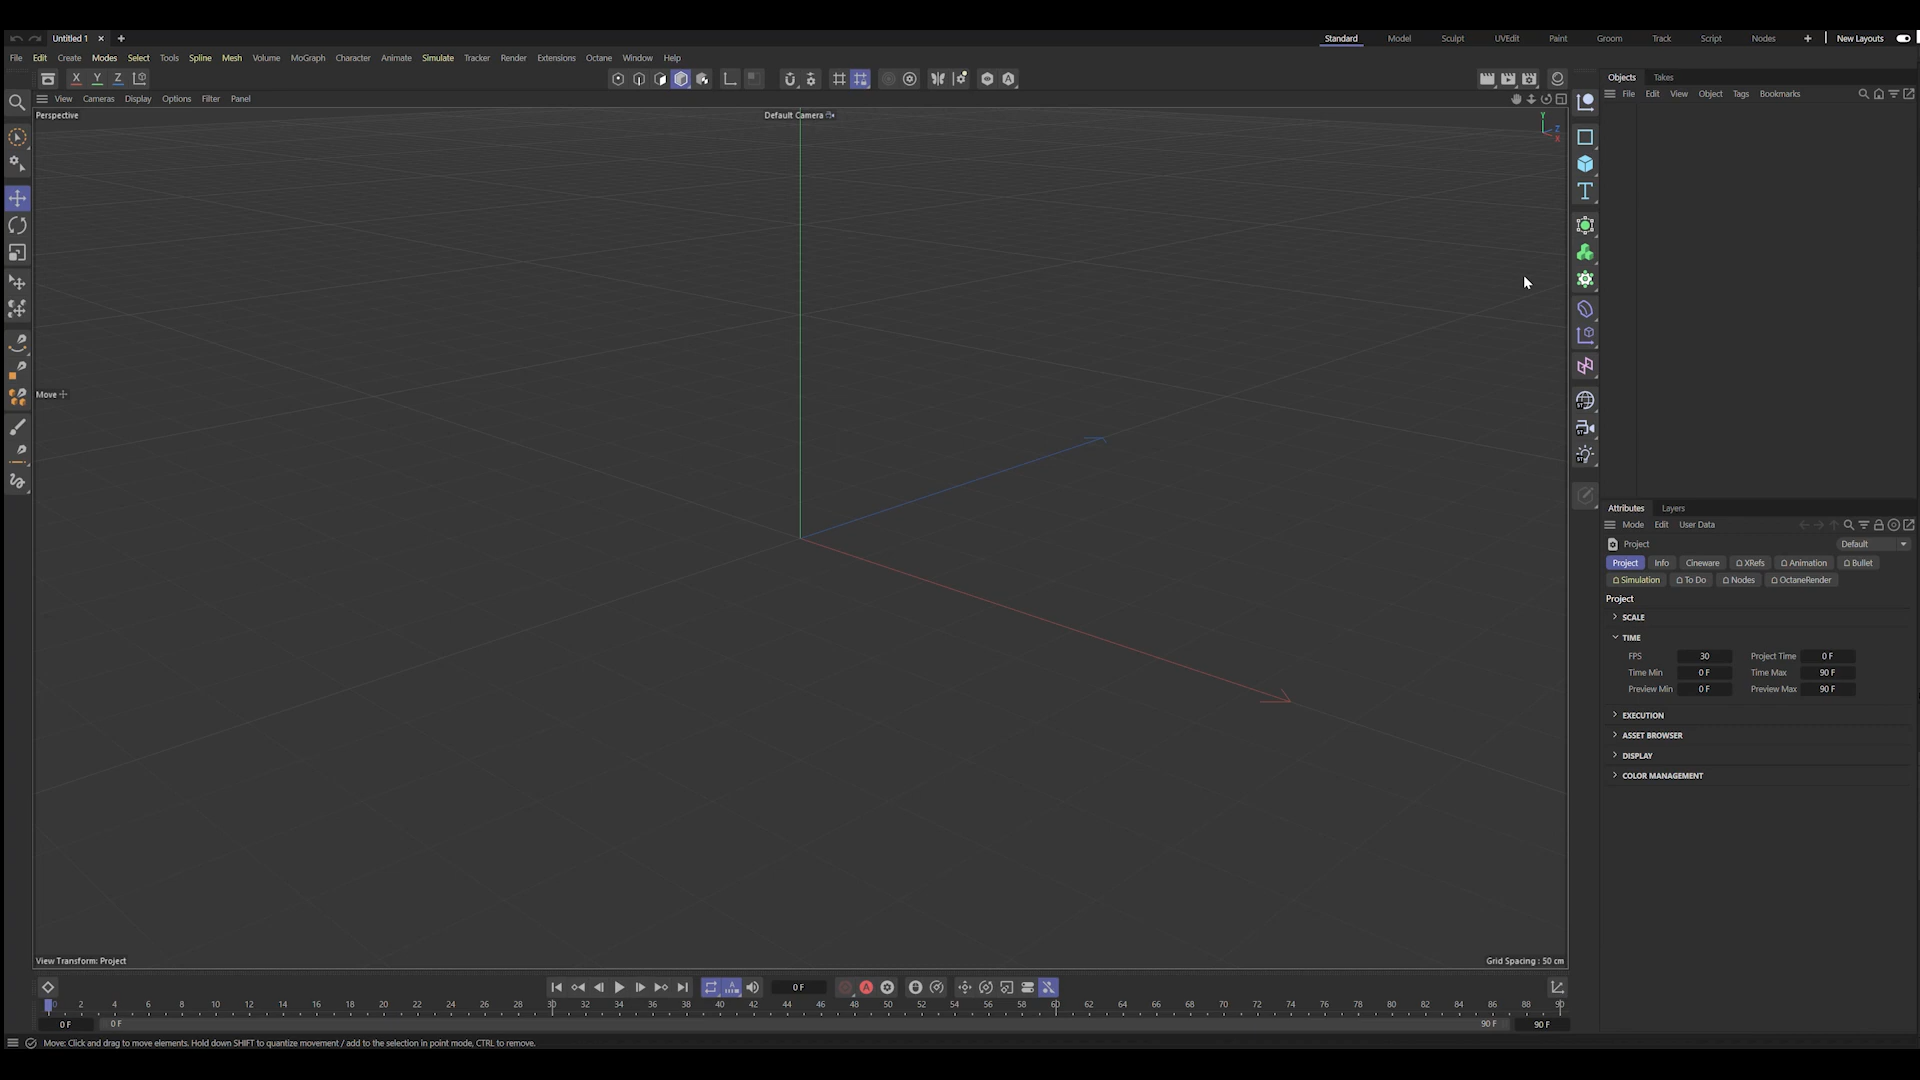 Untitled 1
Standard Model Sculpt UVEdit Paint Groom Track Script Nodes New Layouts
File Edit Create Modes Select Tools Spline Mesh Volume MoGraph Character Animate Simulate Tracker Render Extensions Octane Window Help
X Y Z
Objects Takes
View Cameras Display Options Filter Panel
File Edit View Object Tags Bookmarks
Perspective
Default Camera
Y
Z
X
Move
Attributes Layers
Mode Edit User Data
Project Default
Project Info Cineware XRefs Animation Bullet
Simulation To Do Nodes OctaneRender
Project
SCALE
TIME
FPS 30 Project Time 0 F
Time Min 0 F Time Max 90 F
Preview Min 0 F Preview Max 90 F
EXECUTION
ASSET BROWSER
DISPLAY
COLOR MANAGEMENT
View Transform: Project
Grid Spacing : 50 cm
0 F
0 2 4 6 8 10 12 14 16 18 20 22 24 26 28 30 32 34 36 38 40 42 44 46 48 50 52 54 56 58 60 62 64 66 68 70 72 74 76 78 80 82 84 86 88 90
0 F 0 F 90 F 90 F
Move: Click and drag to move elements. Hold down SHIFT to quantize movement / add to the selection in point mode, CTRL to remove.